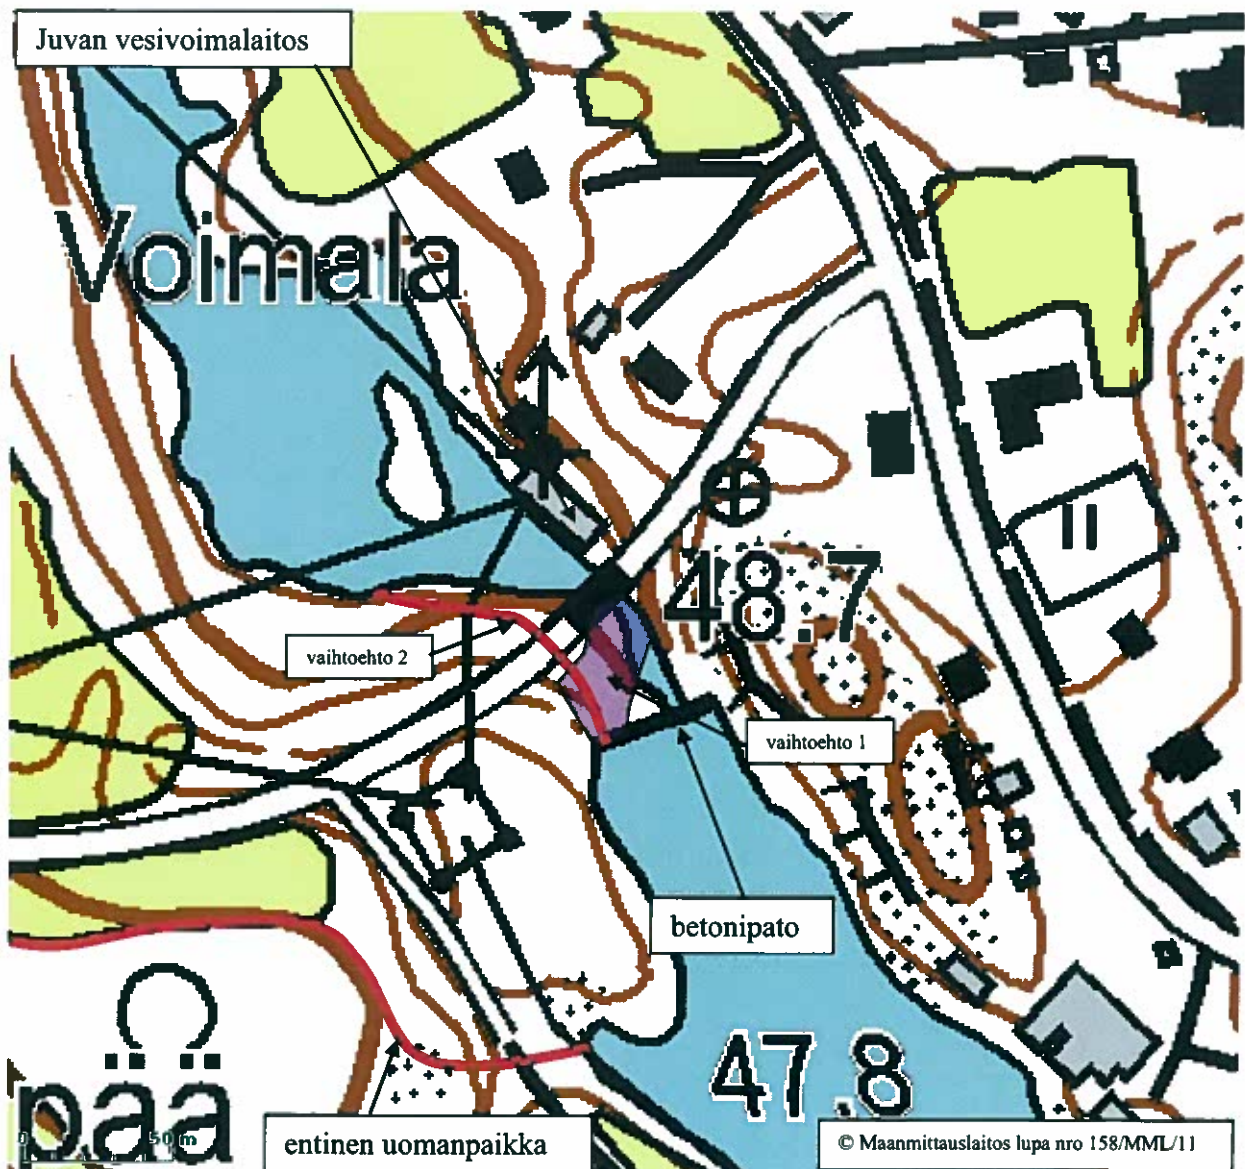 Juvan vesivoimalaitos
Voimala
48.7
vaihtoehto 2
vaihtoehto 1
betonipato
47.8
pää
50 m
entinen uomanpaikka
© Maanmittauslaitos lupa nro 158/MML/11